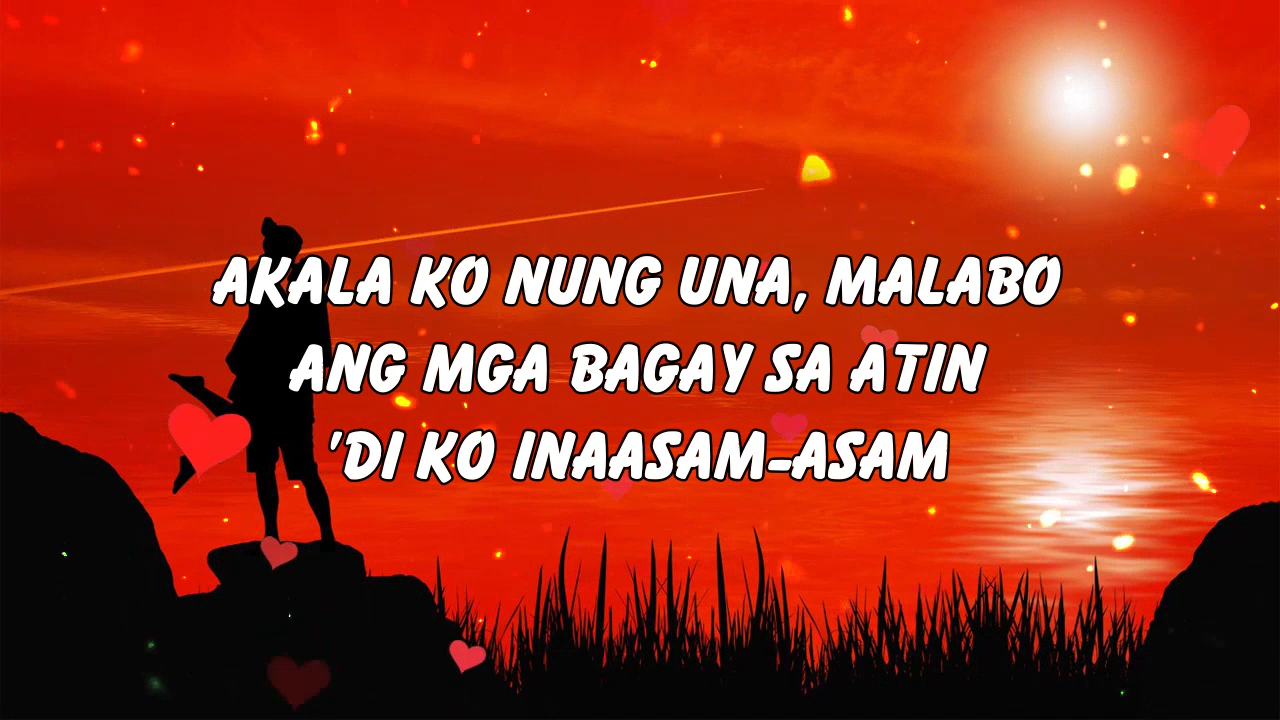 AKALA KO NUNG UNA, MALABO
ANG MGA BAGAY SA ATIN
'DI KO INAASAM-ASAM